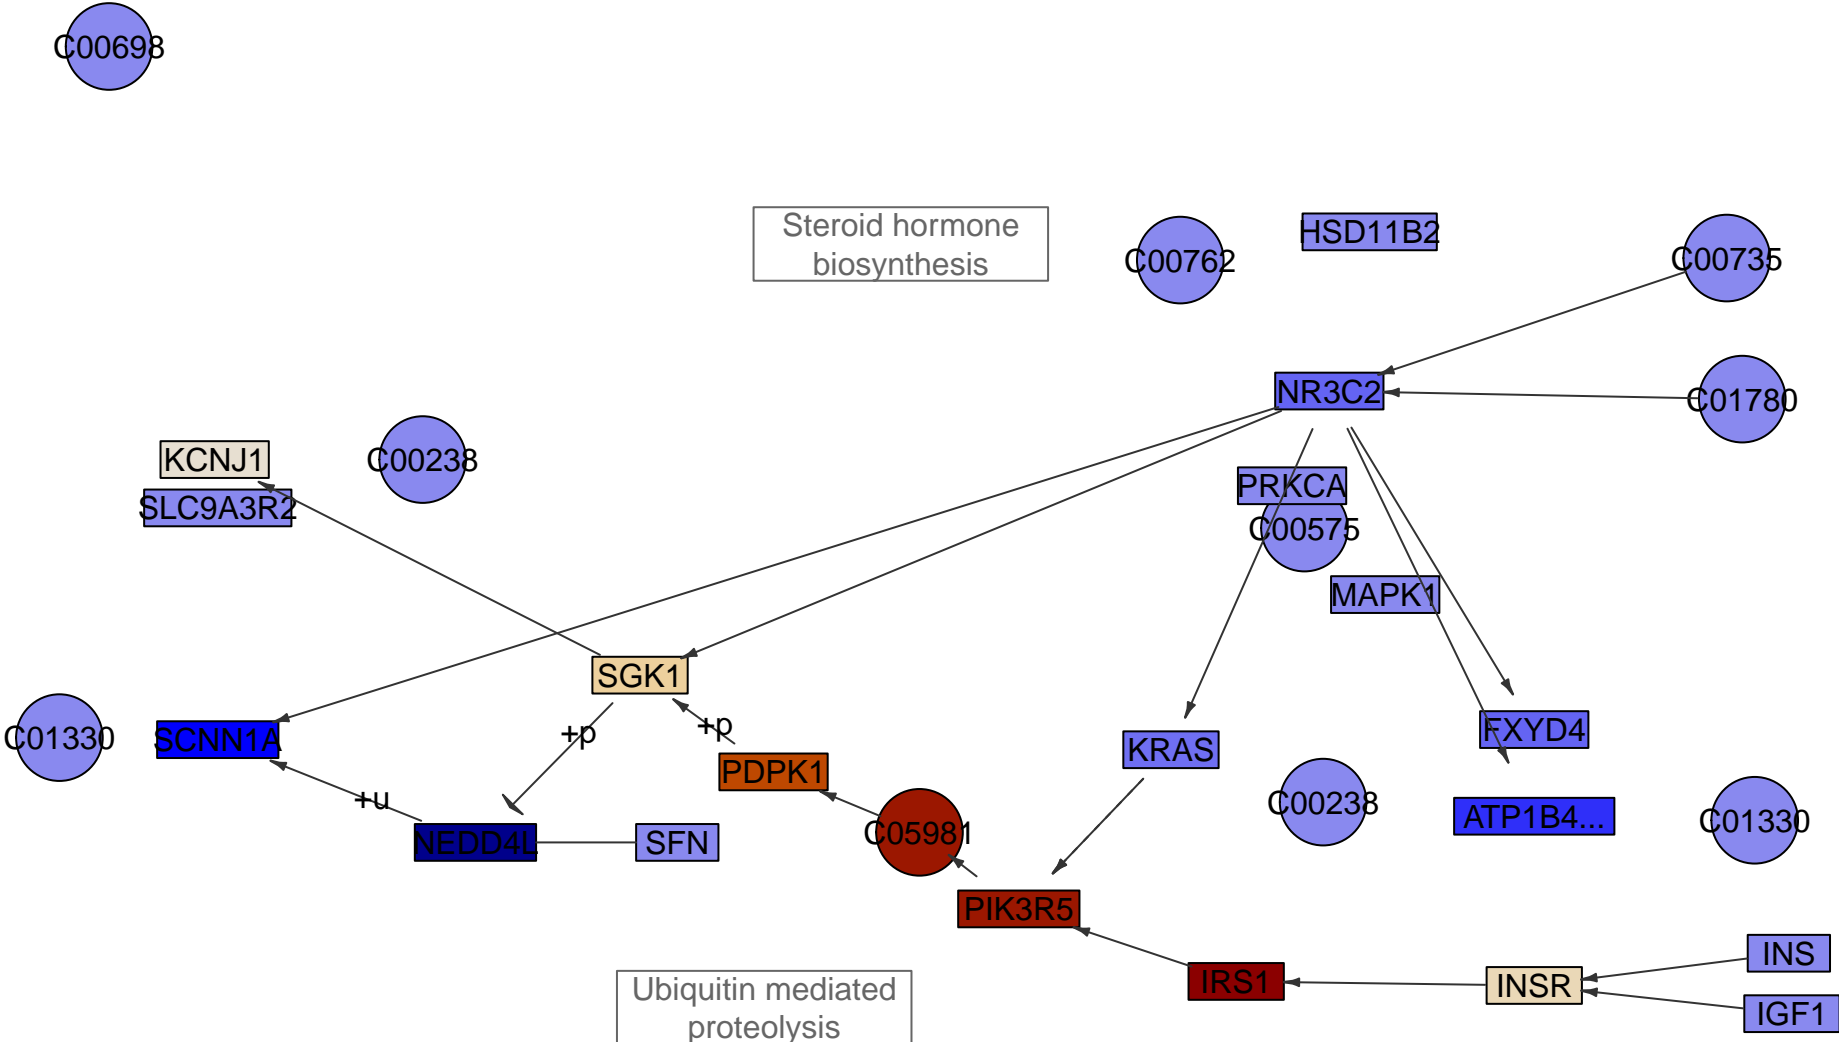 C00698
Steroid hormone
biosynthesis
C00762
HSD11B2
C00735
NR3C2
C01780
KCNJ1
C00238
SLC9A3R2
PRKCA
C00575
MAPK1
SGK1
C01330
SCNN1A
+p
+p
FXYD4
KRAS
PDPK1
+u
C00238
ATP1B4...
C01330
NEDD4L
SFN
C05981
PIK3R5
INS
IRS1
INSR
Ubiquitin mediated
proteolysis
IGF1